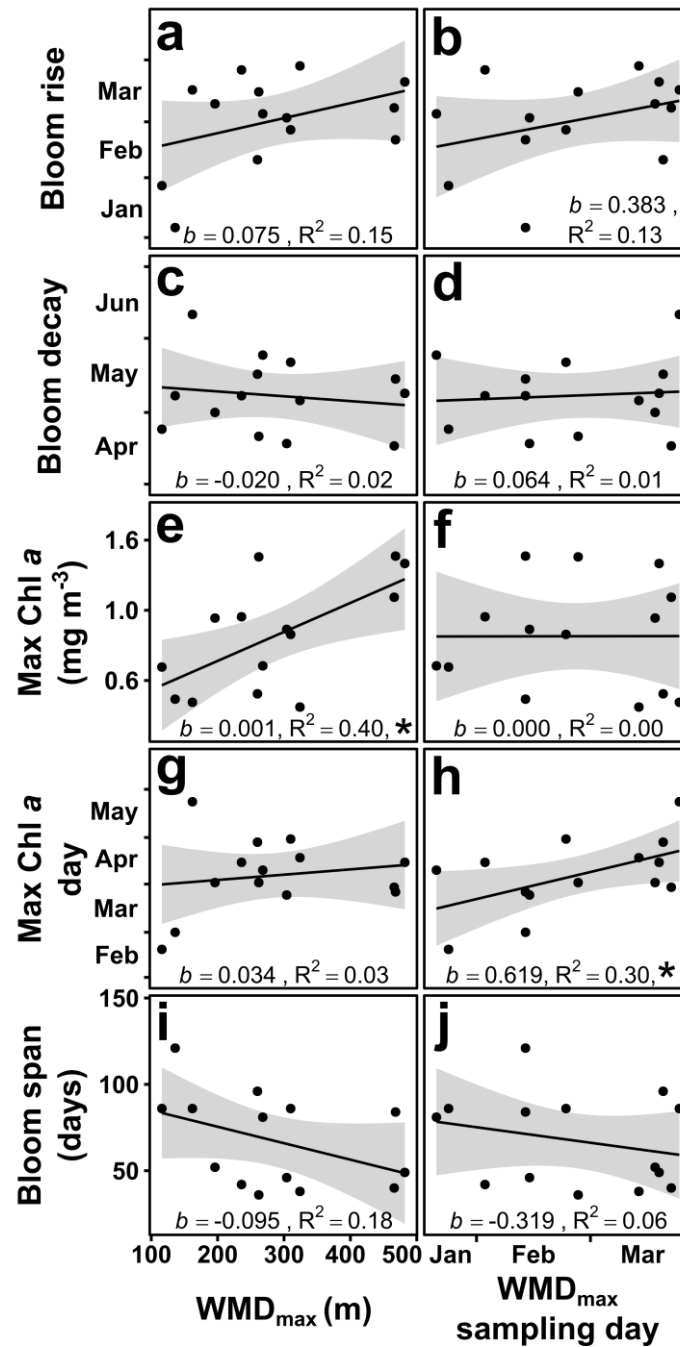 a
b
Bloom rise
Mar
Feb
Jan
b = 0.075 , R² = 0.15
b = 0.383 ,
R² = 0.13
c
d
Bloom decay
Jun
May
Apr
b = -0.020 , R² = 0.02
b = 0.064 , R² = 0.01
e
f
Max Chl a
(mg m⁻³)
1.6
1.0
0.6
b = 0.001, R² = 0.40, *
b = 0.000 , R² = 0.00
g
h
Max Chl a
day
May
Apr
Mar
Feb
b = 0.034 , R² = 0.03
b = 0.619, R² = 0.30, *
i
j
Bloom span
(days)
150
100
50
b = -0.095 , R² = 0.18
b = -0.319 , R² = 0.06
100 200 300 400 500
Jan Feb Mar
WMDmax (m)
WMDmax
sampling day